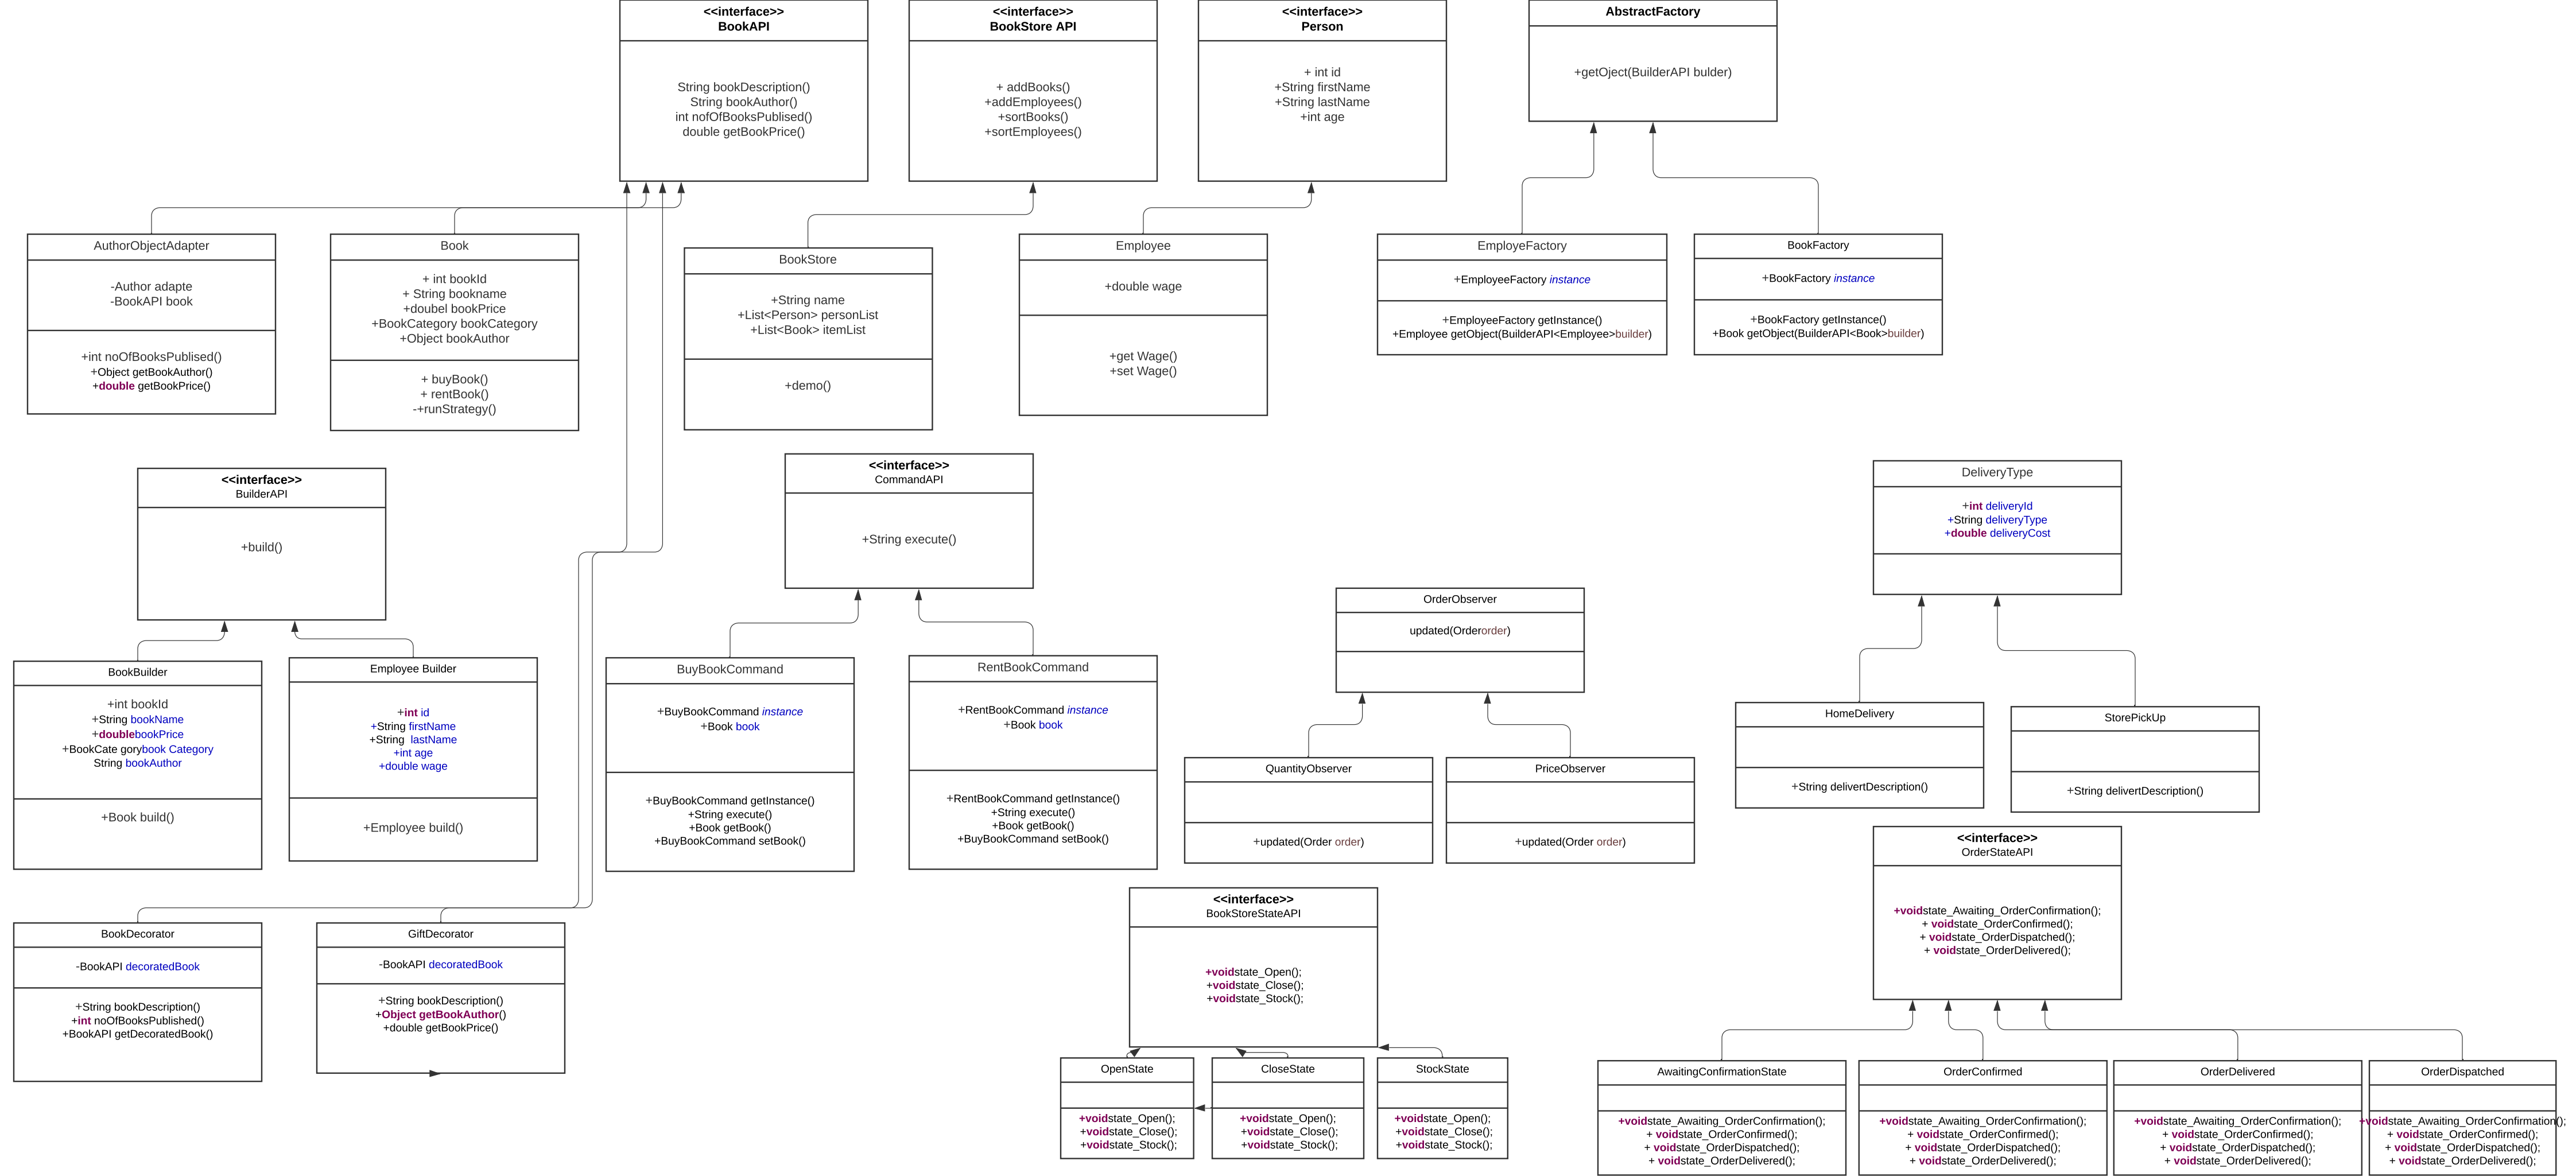 <<interface>>
BookAPI
String bookDescription()
String bookAuthor()
int nofOfBooksPublised()
double getBookPrice()
<<interface>>
BookStore API
+ addBooks()
+addEmployees()
+sortBooks()
+sortEmployees()
<<interface>>
Person
+ int id
+String firstName
+String lastName
+int age
AbstractFactory
+getOject(BuilderAPI bulder)
AuthorObjectAdapter
-Author adapte
-BookAPI book
+int noOfBooksPublised()
+Object getBookAuthor()
+double getBookPrice()
Book
+ int bookId
+ String bookname
+doubel bookPrice
+BookCategory bookCategory
+Object bookAuthor
+ buyBook()
+ rentBook()
-+runStrategy()
BookStore
+String name
+List<Person> personList
+List<Book> itemList
+demo()
Employee
+double wage
+get Wage()
+set Wage()
EmployeFactory
+EmployeeFactory instance
+EmployeeFactory getInstance()
+Employee getObject(BuilderAPI<Employee>builder)
BookFactory
+BookFactory instance
+BookFactory getInstance()
+Book getObject(BuilderAPI<Book>builder)
<<interface>>
BuilderAPI
+build()
<<interface>>
CommandAPI
+String execute()
DeliveryType
+int deliveryId
+String deliveryType
+double deliveryCost
OrderObserver
updated(Orderorder)
BookBuilder
+int bookId
+String bookName
+doublebookPrice
+BookCate gorybook Category
String bookAuthor
+Book build()
Employee Builder
+int id
+String firstName
+String  lastName
+int age
+double wage
+Employee build()
BuyBookCommand
+BuyBookCommand instance
+Book book
+BuyBookCommand getInstance()
+String execute()
+Book getBook()
+BuyBookCommand setBook()
RentBookCommand
+RentBookCommand instance
+Book book
+RentBookCommand getInstance()
+String execute()
+Book getBook()
+BuyBookCommand setBook()
QuantityObserver
+updated(Order order)
PriceObserver
+updated(Order order)
HomeDelivery
+String delivertDescription()
StorePickUp
+String delivertDescription()
<<interface>>
OrderStateAPI
+voidstate_Awaiting_OrderConfirmation();
+ voidstate_OrderConfirmed();
+ voidstate_OrderDispatched();
+ voidstate_OrderDelivered();
BookDecorator
-BookAPI decoratedBook
+String bookDescription()
+int noOfBooksPublished()
+BookAPI getDecoratedBook()
GiftDecorator
-BookAPI decoratedBook
+String bookDescription()
+Object getBookAuthor()
+double getBookPrice()
<<interface>>
BookStoreStateAPI
+voidstate_Open();
+voidstate_Close();
+voidstate_Stock();
OpenState
+voidstate_Open();
+voidstate_Close();
+voidstate_Stock();
CloseState
+voidstate_Open();
+voidstate_Close();
+voidstate_Stock();
StockState
+voidstate_Open();
+voidstate_Close();
+voidstate_Stock();
AwaitingConfirmationState
+voidstate_Awaiting_OrderConfirmation();
+ voidstate_OrderConfirmed();
+ voidstate_OrderDispatched();
+ voidstate_OrderDelivered();
OrderConfirmed
+voidstate_Awaiting_OrderConfirmation();
+ voidstate_OrderConfirmed();
+ voidstate_OrderDispatched();
+ voidstate_OrderDelivered();
OrderDelivered
+voidstate_Awaiting_OrderConfirmation();
+ voidstate_OrderConfirmed();
+ voidstate_OrderDispatched();
+ voidstate_OrderDelivered();
OrderDispatched
+voidstate_Awaiting_OrderConfirmation();
+ voidstate_OrderConfirmed();
+ voidstate_OrderDispatched();
+ voidstate_OrderDelivered();